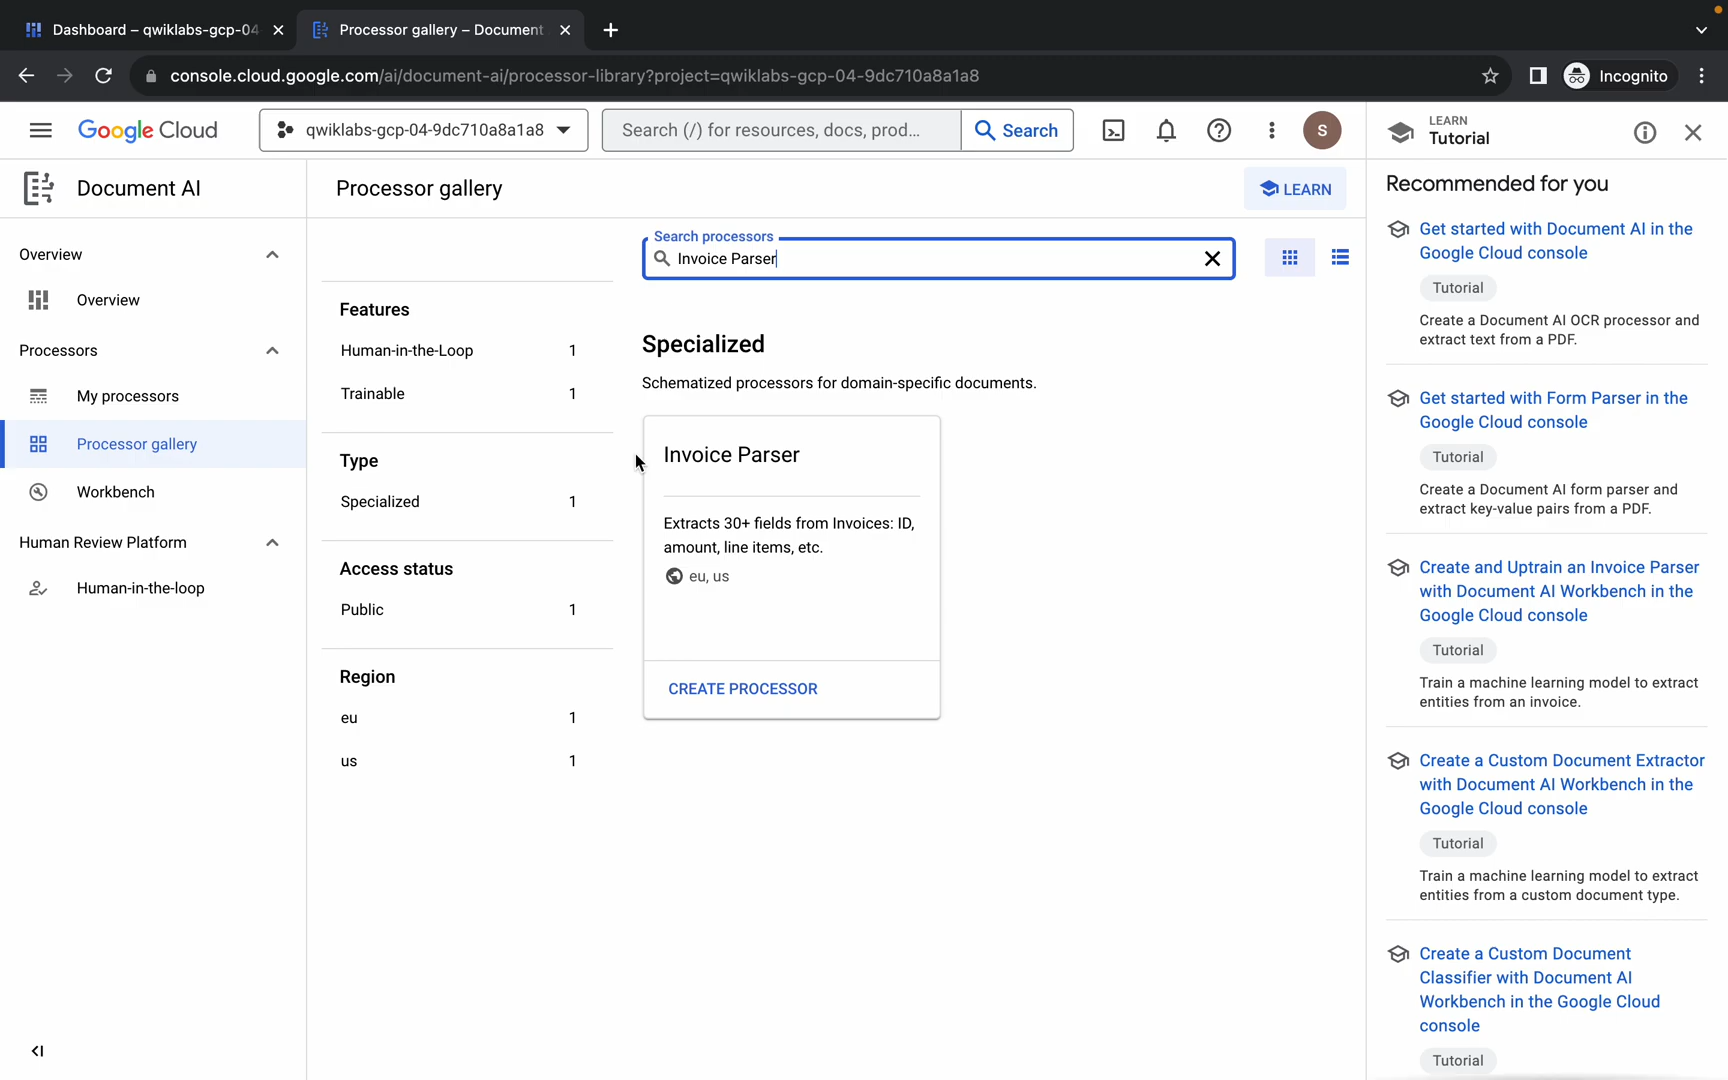 Dashboard – qwiklabs-gcp-04
Processor gallery – Document
console.cloud.google.com/ai/document-ai/processor-library?project=qwiklabs-gcp-04-9dc710a8a1a8
Incognito
Google Cloud
qwiklabs-gcp-04-9dc710a8a1a8
Search (/) for resources, docs, prod...
Search
S
LEARN
Tutorial
Document AI
Processor gallery
LEARN
Overview
Overview
Processors
My processors
Processor gallery
Workbench
Human Review Platform
Human-in-the-loop
Features
Human-in-the-Loop 1
Trainable 1
Type
Specialized 1
Access status
Public 1
Region
eu 1
us 1
Search processors
Invoice Parser
Specialized
Schematized processors for domain-specific documents.
Invoice Parser
Extracts 30+ fields from Invoices: ID,
amount, line items, etc.
eu, us
CREATE PROCESSOR
Recommended for you
Get started with Document AI in the
Google Cloud console
Tutorial
Create a Document AI OCR processor and
extract text from a PDF.
Get started with Form Parser in the
Google Cloud console
Tutorial
Create a Document AI form parser and
extract key-value pairs from a PDF.
Create and Uptrain an Invoice Parser
with Document AI Workbench in the
Google Cloud console
Tutorial
Train a machine learning model to extract
entities from an invoice.
Create a Custom Document Extractor
with Document AI Workbench in the
Google Cloud console
Tutorial
Train a machine learning model to extract
entities from a custom document type.
Create a Custom Document
Classifier with Document AI
Workbench in the Google Cloud
console
Tutorial